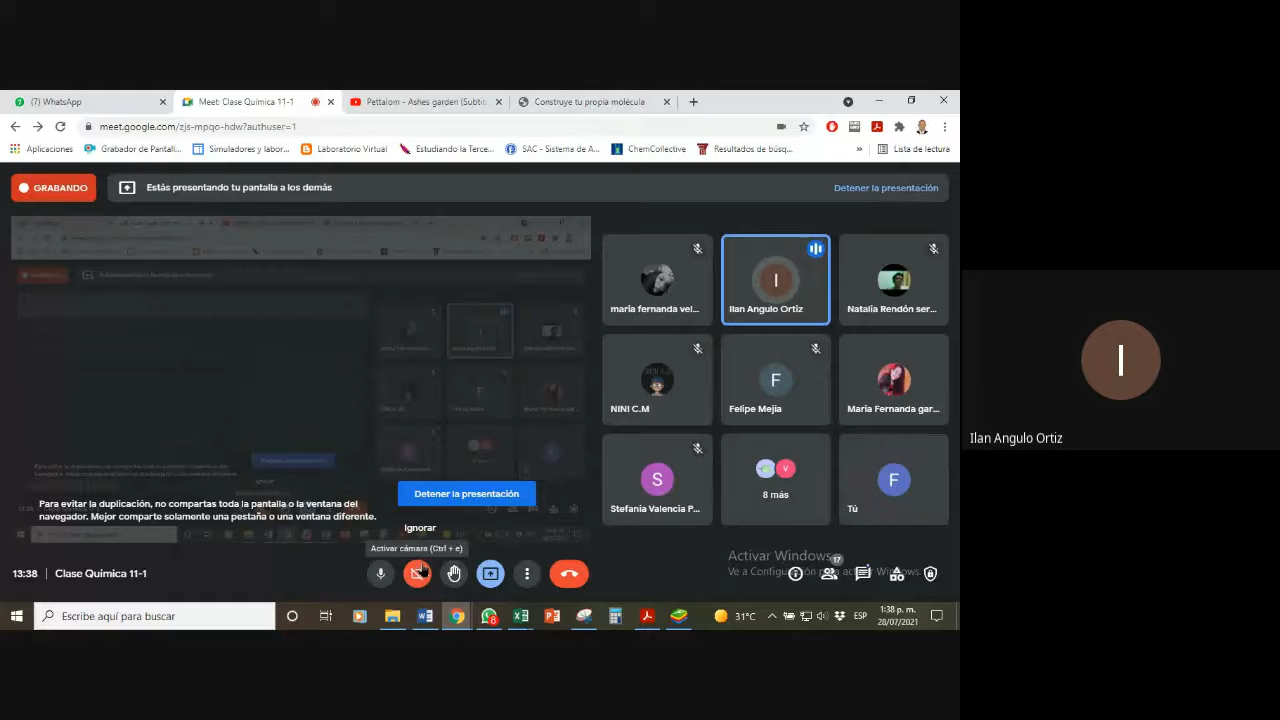 (7) WhatsApp
Meet: Clase Química 11-1
Pettalom - Ashes garden (Subtit
Construye tu propia molécula
meet.google.com/zjs-mpqo-hdw?authuser=1
Aplicaciones
Grabador de Pantall...
Simuladores y labor...
Laboratorio Virtual
Estudiando la Terce...
SAC - Sistema de A...
ChemCollective
Resultados de búsq...
»
Lista de lectura
GRABANDO
Estás presentando tu pantalla a los demás
Detener la presentación
maria fernanda vel...
Ilan Angulo Ortiz
Natalia Rendón ser...
NINI C.M
F
Felipe Mejia
Maria Fernanda gar...
S
Stefania Valencia P...
V
8 más
F
Tú
I
I
Ilan Angulo Ortiz
Para evitar la duplicación, no compartas toda la pantalla o la ventana del
navegador. Mejor comparte solamente una pestaña o una ventana diferente.
Detener la presentación
Ignorar
Activar cámara (Ctrl + e)
13:38 | Clase Química 11-1
Activar Windows
Ve a Configuración para activar Windows.
17
Escribe aquí para buscar
8
31°C
ESP
1:38 p. m.
28/07/2021